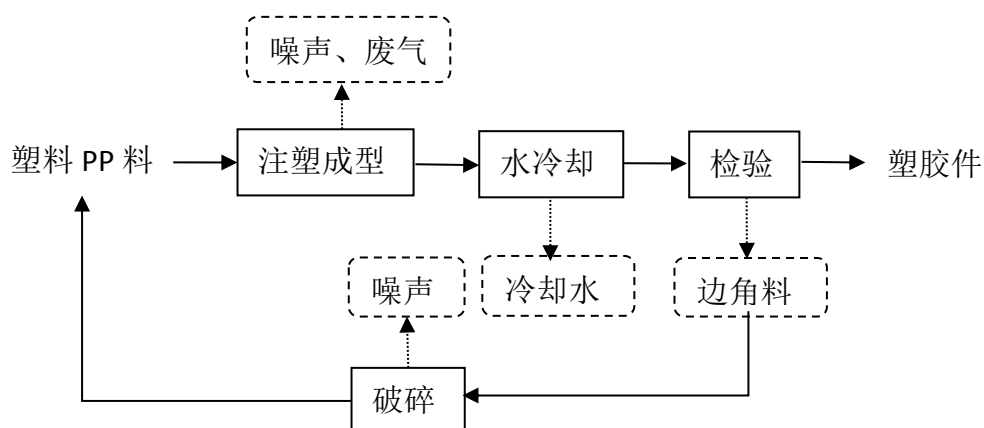 噪声、废气
塑料 PP 料
注塑成型
水冷却
检验
塑胶件
噪声
冷却水
边角料
破碎